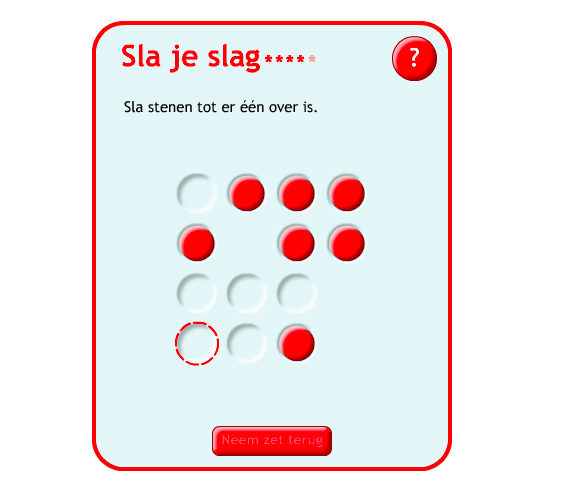 Sla je slag*****
?
Sla stenen tot er één over is.
Neem zet terug